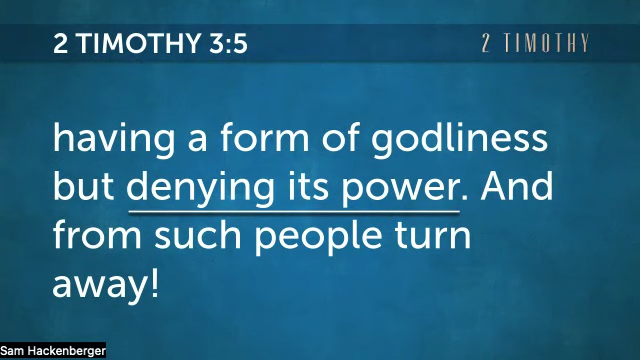 2 TIMOTHY 3:5
2 TIMOTHY
having a form of godliness
but denying its power. And
from such people turn
away!
Sam Hackenberger